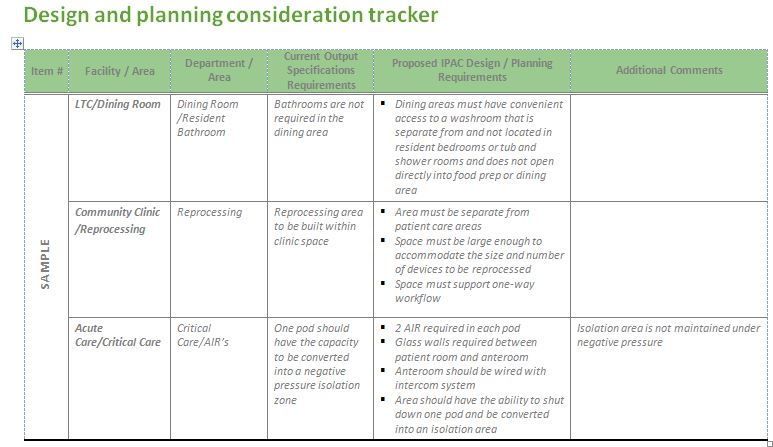 Design and planning consideration tracker
Item #
Facility / Area
Department /
Area
Current Output
Specifications
Requirements
Proposed IPAC Design / Planning
Requirements
Additional Comments
SAMPLE
LTC/Dining Room
Dining Room
/Resident
Bathroom
Bathrooms are not
required in the
dining area
▪ Dining areas must have convenient
access to a washroom that is
separate from and not located in
resident bedrooms or tub and
shower rooms and does not open
directly into food prep or dining
area
Community Clinic
/Reprocessing
Reprocessing
Reprocessing area
to be built within
clinic space
▪ Area must be separate from
patient care areas
▪ Space must be large enough to
accommodate the size and number
of devices to be reprocessed
▪ Space must support one-way
workflow
Acute
Care/Critical Care
Critical
Care/AIR's
One pod should
have the capacity
to be converted
into a negative
pressure isolation
zone
▪ 2 AIR required in each pod
▪ Glass walls required between
patient room and anteroom
▪ Anteroom should be wired with
intercom system
▪ Area should have the ability to shut
down one pod and be converted
into an isolation area
Isolation area is not maintained under
negative pressure